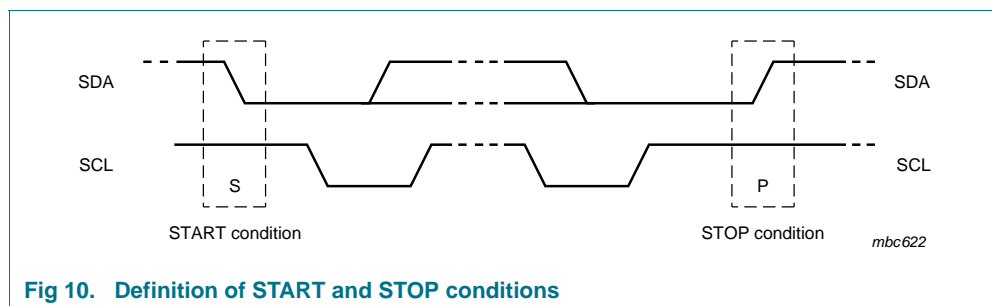 SDA SDA
SCL SCL
S P
START condition STOP condition
mbc622
Fig 10. Definition of START and STOP conditions